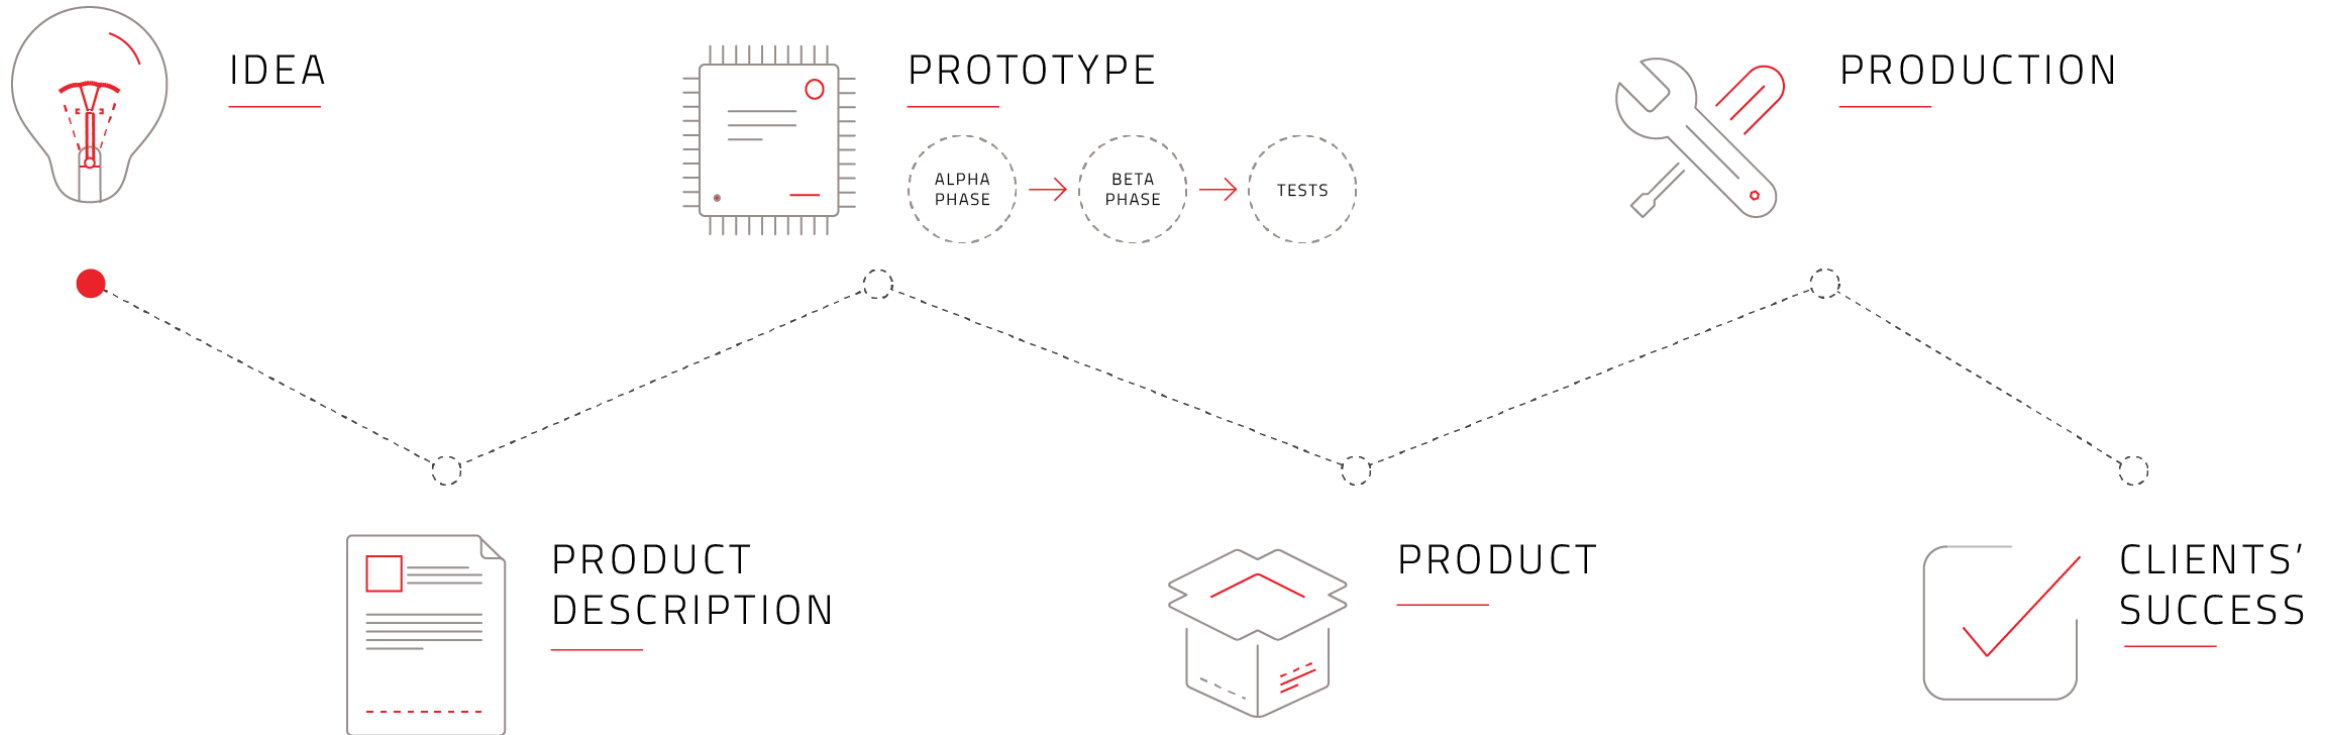 IDEA
PRODUCT
DESCRIPTION
PROTOTYPE
ALPHA
PHASE
BETA
PHASE
TESTS
PRODUCT
PRODUCTION
CLIENTS’
SUCCESS